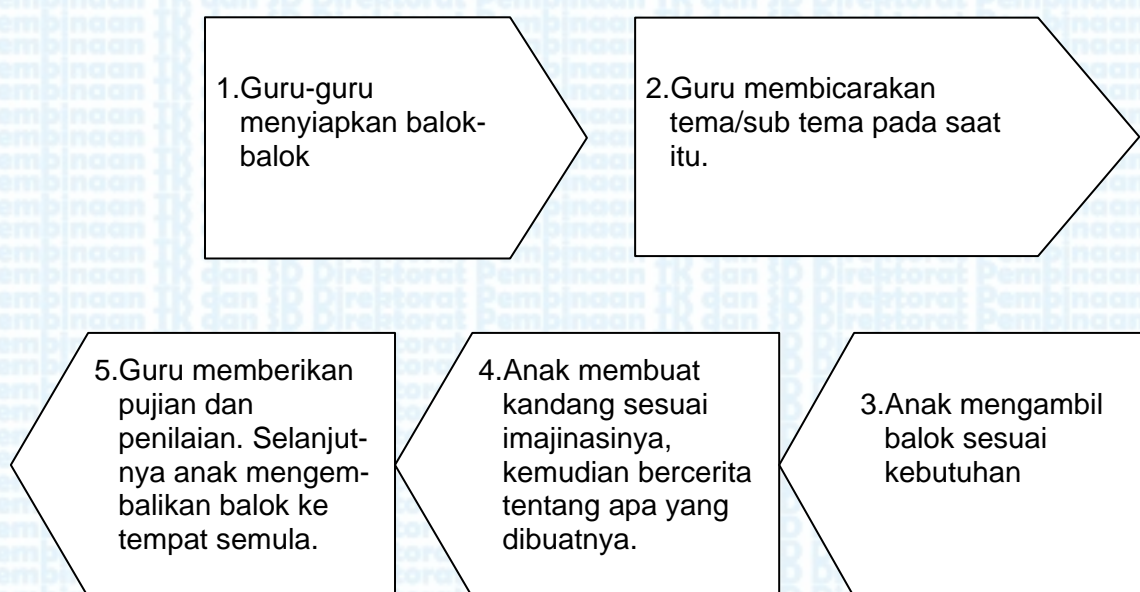 1.Guru-guru
menyiapkan balok-
balok
2.Guru membicarakan
tema/sub tema pada saat
itu.
3.Anak mengambil
balok sesuai
kebutuhan
4.Anak membuat
kandang sesuai
imajinasinya,
kemudian bercerita
tentang apa yang
dibuatnya.
5.Guru memberikan
pujian dan
penilaian. Selanjut-
nya anak mengem-
balikan balok ke
tempat semula.